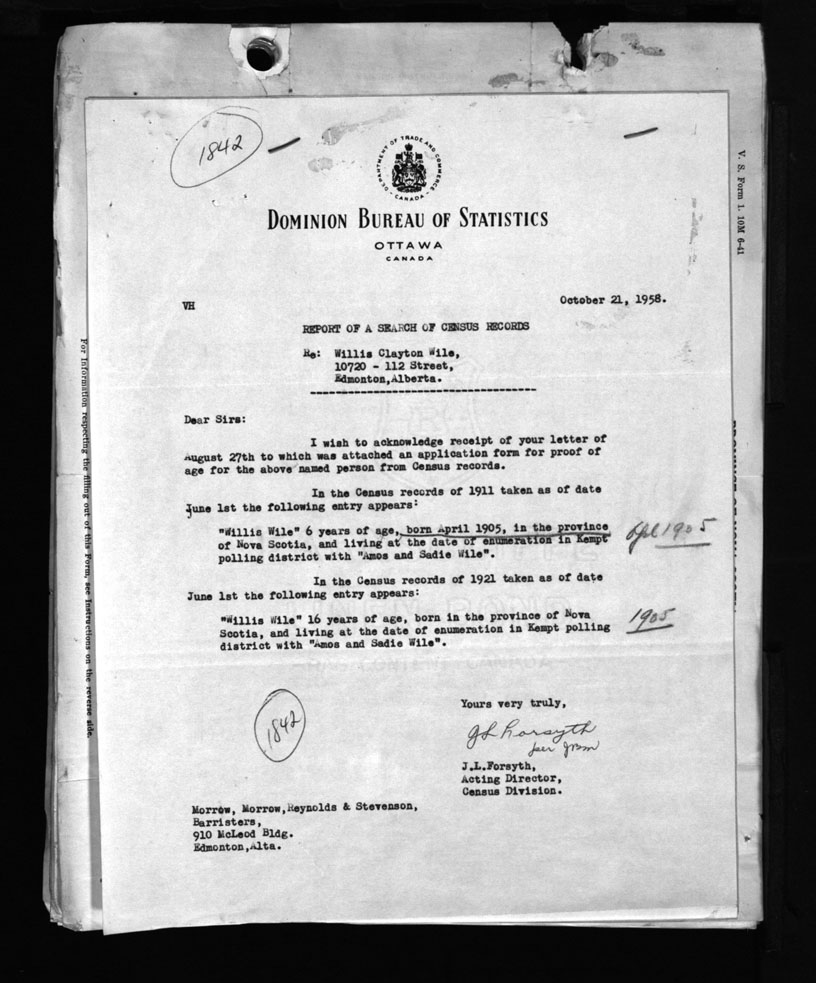 1842
DEPARTMENT OF TRADE AND COMMERCE
- CANADA -
DOMINION BUREAU OF STATISTICS
OTTAWA
CANADA
V. S. Form 1. 10M 6-41
VH
October 21, 1958.
REPORT OF A SEARCH OF CENSUS RECORDS
Re: Willis Clayton Wile,
10720 - 112 Street,
Edmonton,Alberta.
Dear Sirs:
I wish to acknowledge receipt of your letter of
August 27th to which was attached an application form for proof of
age for the above named person from Census records.
In the Census records of 1911 taken as of date
June 1st the following entry appears:
"Willis Wile" 6 years of age, born April 1905, in the province
of Nova Scotia, and living at the date of enumeration in Kempt
polling district with "Amos and Sadie Wile".
Apl 1905
In the Census records of 1921 taken as of date
June 1st the following entry appears:
"Willis Wile" 16 years of age, born in the province of Nova
Scotia, and living at the date of enumeration in Kempt polling
district with "Amos and Sadie Wile".
1905
Yours very truly,
JL Forsyth
per JBM
1842
J.L.Forsyth,
Acting Director,
Census Division.
Morrow, Morrow,Reynolds & Stevenson,
Barristers,
910 McLeod Bldg.
Edmonton,Alta.
For Information respecting the filling out of this Form, see Instructions on the reverse side.